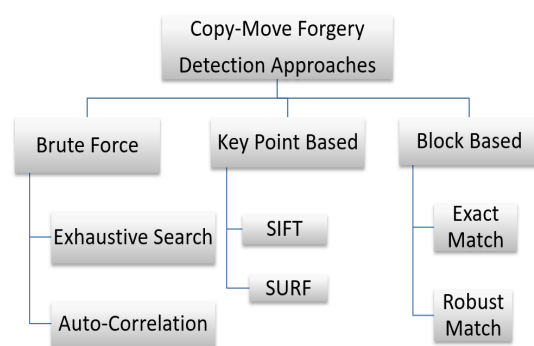 Copy-Move Forgery
Detection Approaches
Brute Force
Key Point Based
Block Based
Exhaustive Search
SIFT
Exact
Match
SURF
Auto-Correlation
Robust
Match